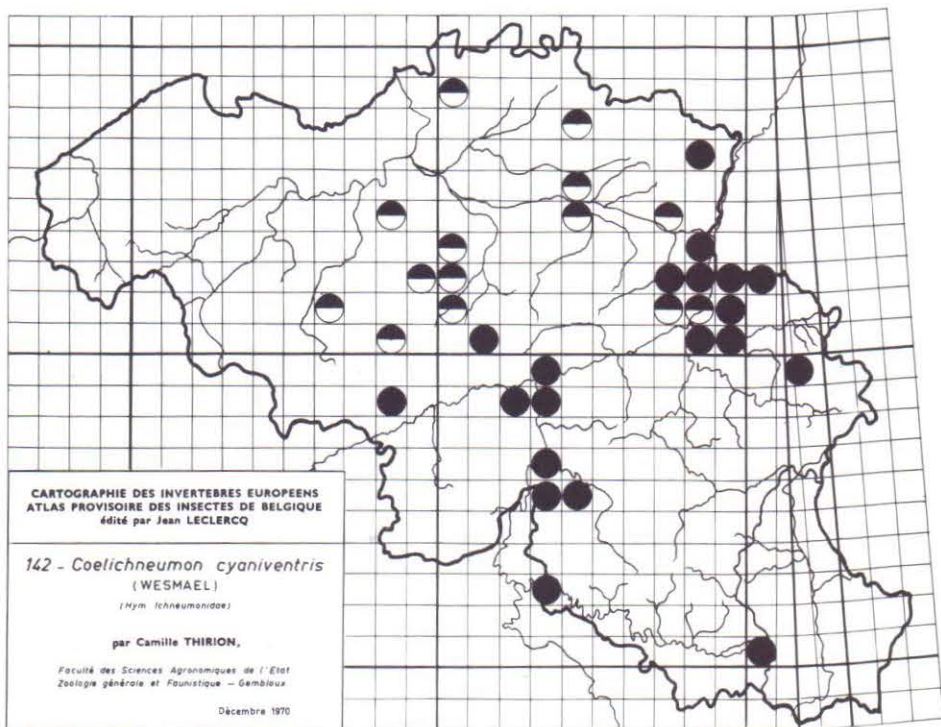 CARTOGRAPHIE DES INVERTEBRES EUROPEENS
ATLAS PROVISOIRE DES INSECTES DE BELGIQUE
édité par Jean LECLERCQ
142 - Coelichneumon cyaniventris
(WESMAEL)
(Hym Ichneumonidae)
par Camille THIRION,
Faculté des Sciences Agronomiques de l'Etat
Zoologie générale et Faunistique - Gembloux
Décembre 1970